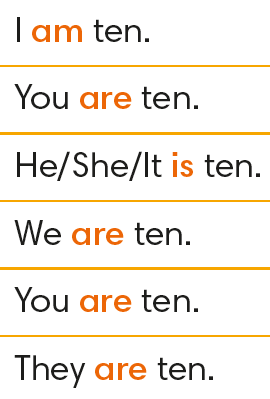 I am ten.
You are ten.
He/She/It is ten.
We are ten.
You are ten.
They are ten.